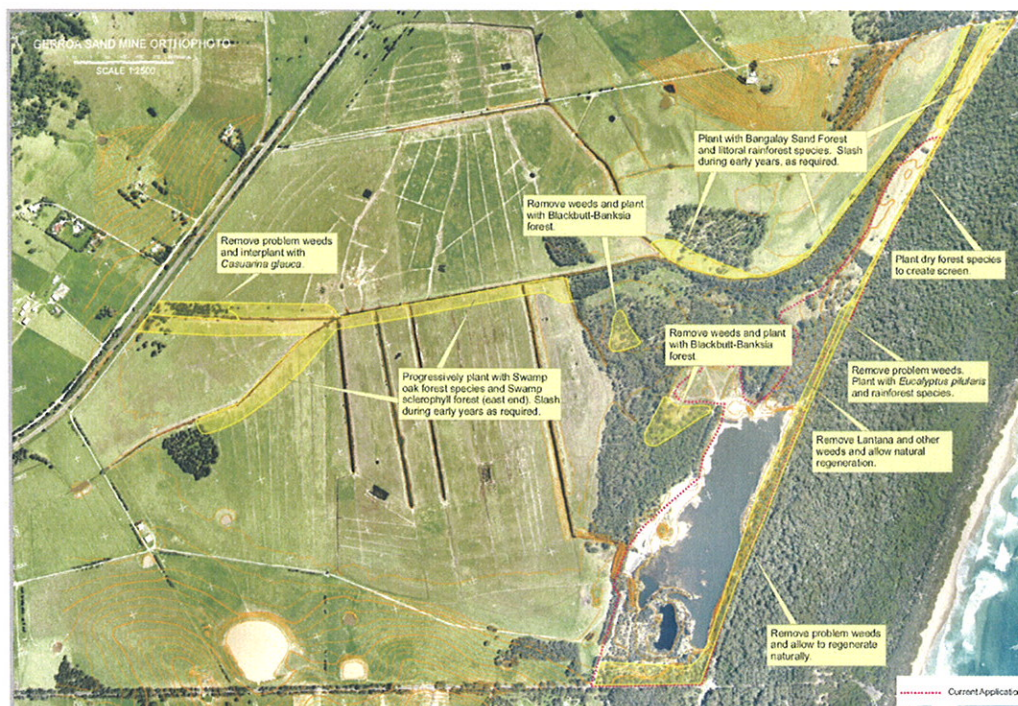 GERROA SAND MINE ORTHOPHOTO
SCALE 1:2500
Plant with Bangalay Sand Forest
and littoral rainforest species. Slash
during early years, as required.
Remove weeds and plant
with Blackbutt-Banksia
forest.
Remove problem weeds
and interplant with
Casuarina glauca.
Plant dry forest species
to create screen.
Remove weeds and plant
with Blackbutt-Banksia
forest.
Progressively plant with Swamp
oak forest species and Swamp
sclerophyll forest (east end). Slash
during early years as required.
Remove problem weeds.
Plant with Eucalyptus pilularis
and rainforest species.
Remove Lantana and other
weeds and allow natural
regeneration.
Remove problem weeds
and allow to regenerate
naturally.
Current Application